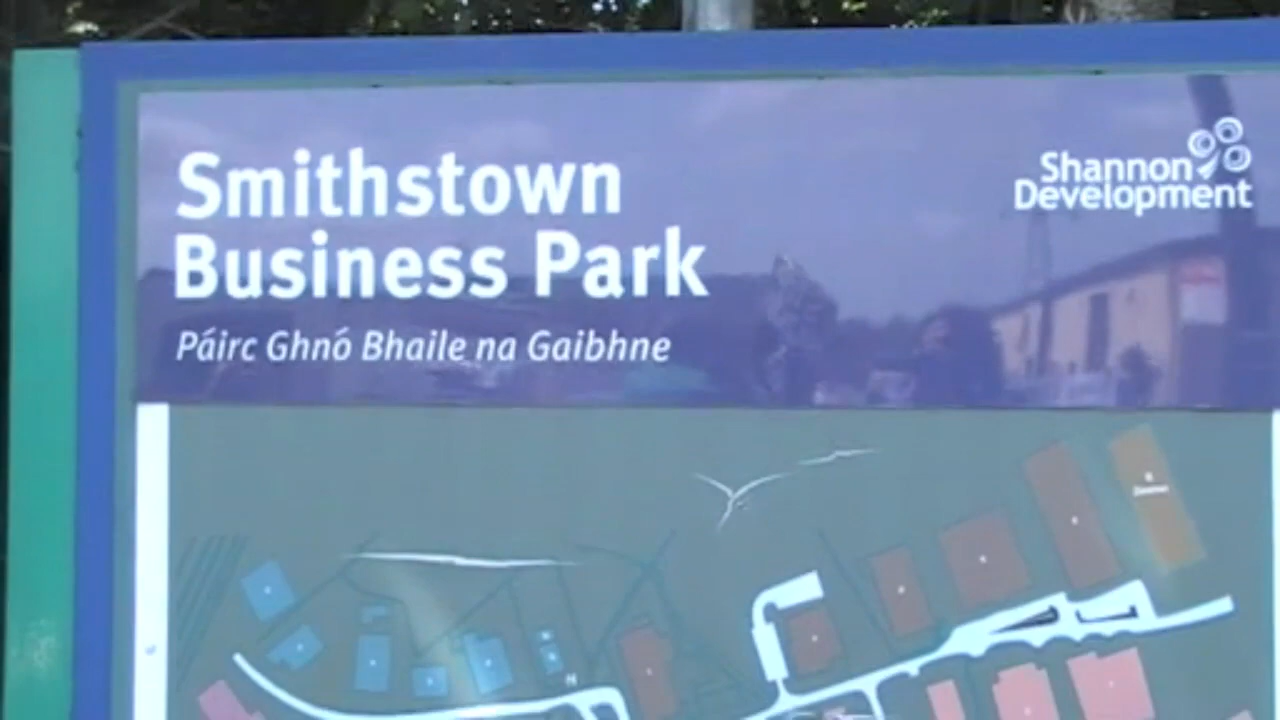 Smithstown
Business Park
Páirc Ghnó Bhaile na Gaibhne
Shannon
Development